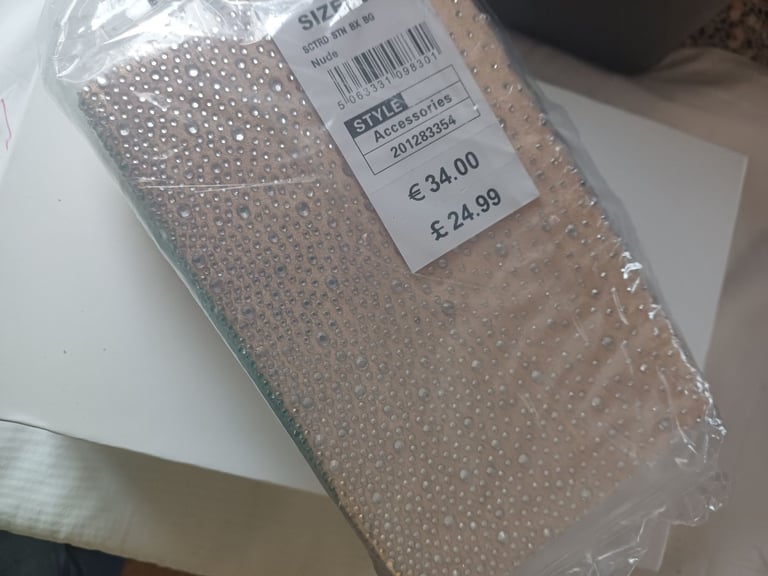 SIZE
SCTRD STN BX BG
Nude
5 063331 098301
STYLE
Accessories
201283354
€ 34.00
£ 24.99